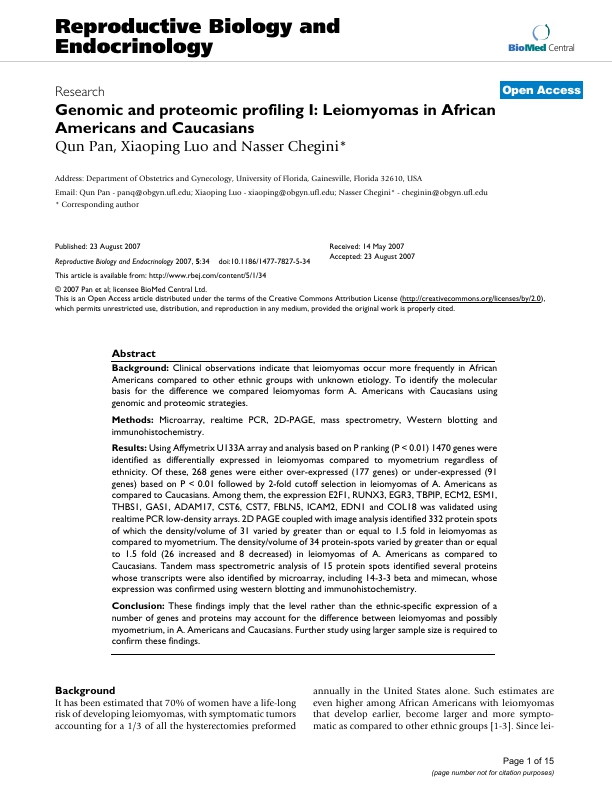 Reproductive Biology and
Endocrinology
BioMed Central
Research
Open Access
Genomic and proteomic profiling I: Leiomyomas in African
Americans and Caucasians
Qun Pan, Xiaoping Luo and Nasser Chegini*
Address: Department of Obstetrics and Gynecology, University of Florida, Gainesville, Florida 32610, USA
Email: Qun Pan - panq@obgyn.ufl.edu; Xiaoping Luo - xiaoping@obgyn.ufl.edu; Nasser Chegini* - cheginin@obgyn.ufl.edu
* Corresponding author
Published: 23 August 2007
Reproductive Biology and Endocrinology 2007, 5:34 doi:10.1186/1477-7827-5-34
Received: 14 May 2007
Accepted: 23 August 2007
This article is available from: http://www.rbej.com/content/5/1/34
© 2007 Pan et al; licensee BioMed Central Ltd.
This is an Open Access article distributed under the terms of the Creative Commons Attribution License (http://creativecommons.org/licenses/by/2.0),
which permits unrestricted use, distribution, and reproduction in any medium, provided the original work is properly cited.
Abstract
Background: Clinical observations indicate that leiomyomas occur more frequently in African
Americans compared to other ethnic groups with unknown etiology. To identify the molecular
basis for the difference we compared leiomyomas form A. Americans with Caucasians using
genomic and proteomic strategies.
Methods: Microarray, realtime PCR, 2D-PAGE, mass spectrometry, Western blotting and
immunohistochemistry.
Results: Using Affymetrix U133A array and analysis based on P ranking (P < 0.01) 1470 genes were
identified as differentially expressed in leiomyomas compared to myometrium regardless of
ethnicity. Of these, 268 genes were either over-expressed (177 genes) or under-expressed (91
genes) based on P < 0.01 followed by 2-fold cutoff selection in leiomyomas of A. Americans as
compared to Caucasians. Among them, the expression E2F1, RUNX3, EGR3, TBPIP, ECM2, ESM1,
THBS1, GAS1, ADAM17, CST6, CST7, FBLN5, ICAM2, EDN1 and COL18 was validated using
realtime PCR low-density arrays. 2D PAGE coupled with image analysis identified 332 protein spots
of which the density/volume of 31 varied by greater than or equal to 1.5 fold in leiomyomas as
compared to myometrium. The density/volume of 34 protein-spots varied by greater than or equal
to 1.5 fold (26 increased and 8 decreased) in leiomyomas of A. Americans as compared to
Caucasians. Tandem mass spectrometric analysis of 15 protein spots identified several proteins
whose transcripts were also identified by microarray, including 14-3-3 beta and mimecan, whose
expression was confirmed using western blotting and immunohistochemistry.
Conclusion: These findings imply that the level rather than the ethnic-specific expression of a
number of genes and proteins may account for the difference between leiomyomas and possibly
myometrium, in A. Americans and Caucasians. Further study using larger sample size is required to
confirm these findings.
Background
It has been estimated that 70% of women have a life-long
risk of developing leiomyomas, with symptomatic tumors
accounting for a 1/3 of all the hysterectomies preformed
annually in the United States alone. Such estimates are
even higher among African Americans with leiomyomas
that develop earlier, become larger and more sympto-
matic as compared to other ethnic groups [1-3]. Since lei-
Page 1 of 15
(page number not for citation purposes)